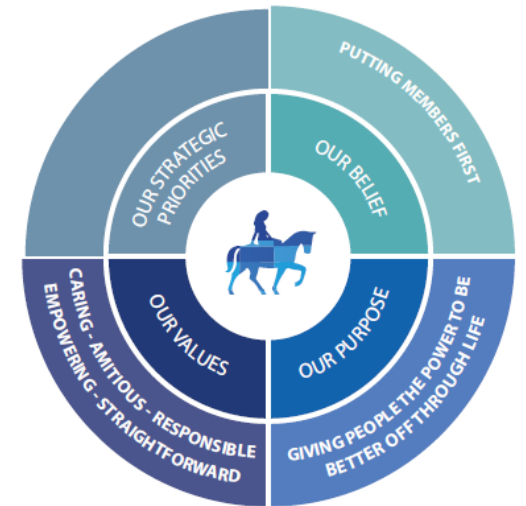 OUR STRATEGIC
PRIORITIES
OUR BELIEF
PUTTING MEMBERS FIRST
OUR VALUES
CARING - AMITIOUS - RESPONSIBLE
EMPOWERING - STRAIGHTFORWARD
OUR PURPOSE
GIVING PEOPLE THE POWER TO BE
BETTER OFF THROUGH LIFE